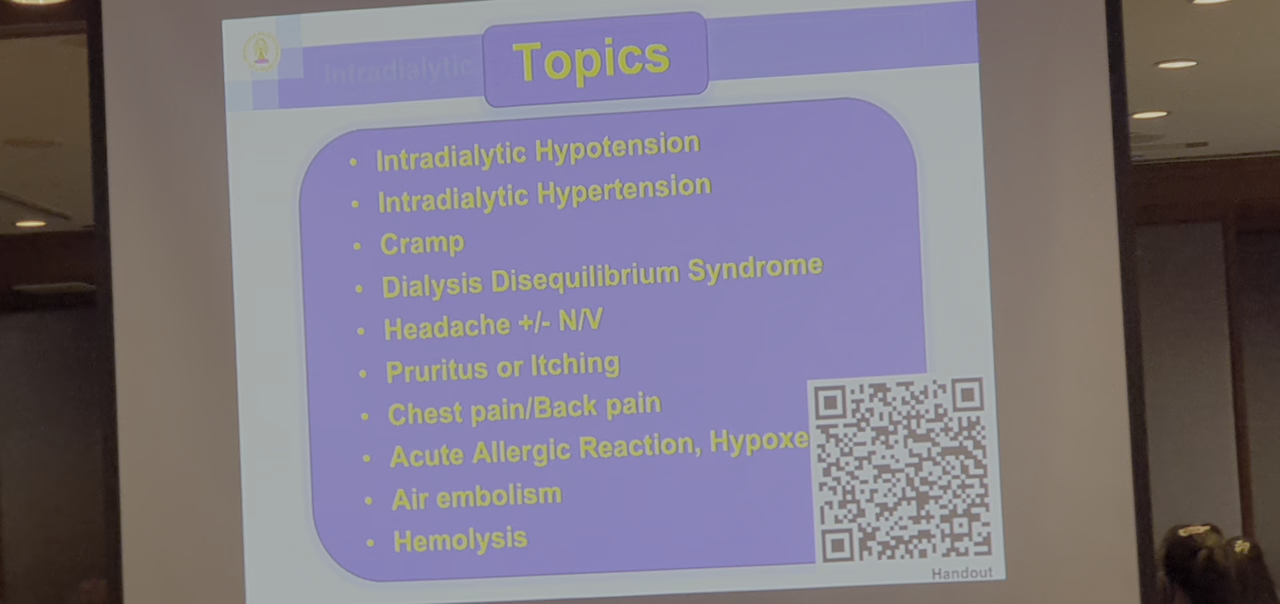 Intradialytic
Topics
• Intradialytic Hypotension
• Intradialytic Hypertension
• Cramp
• Dialysis Disequilibrium Syndrome
• Headache +/- N/V
• Pruritus or Itching
• Chest pain/Back pain
• Acute Allergic Reaction, Hypoxe
• Air embolism
• Hemolysis
Handout